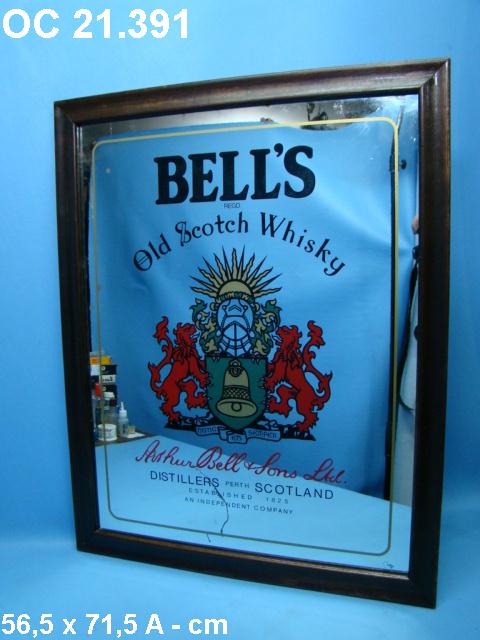 OC 21.391
BELL'S
REGD
Old Scotch Whisky
Arthur Bell & Sons Ltd.
DISTILLERS PERTH SCOTLAND
ESTABLISHED 1825
AN INDEPENDENT COMPANY
56,5 x 71,5 A - cm